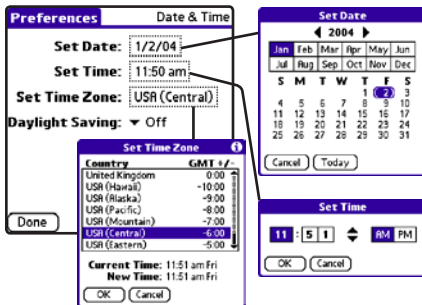 Preferences Date & Time
Set Date: 1/2/04
Set Time: 11:50 am
Set Time Zone: USA (Central)
Daylight Saving: Off
Done
Set Date
2004
Jan Feb Mar Apr May Jun
Jul Aug Sep Oct Nov Dec
S M T W T F S
1 2 3
4 5 6 7 8 9 10
11 12 13 14 15 16 17
18 19 20 21 22 23 24
25 26 27 28 29 30 31
Cancel Today
Set Time Zone
Country GMT +/-
United Kingdom 0:00
USA (Hawaii) -10:00
USA (Alaska) -9:00
USA (Pacific) -8:00
USA (Mountain) -7:00
USA (Central) -6:00
USA (Eastern) -5:00
Current Time: 11:51 am Fri
New Time: 11:51 am Fri
OK Cancel
Set Time
11 : 5 1 AM PM
OK Cancel